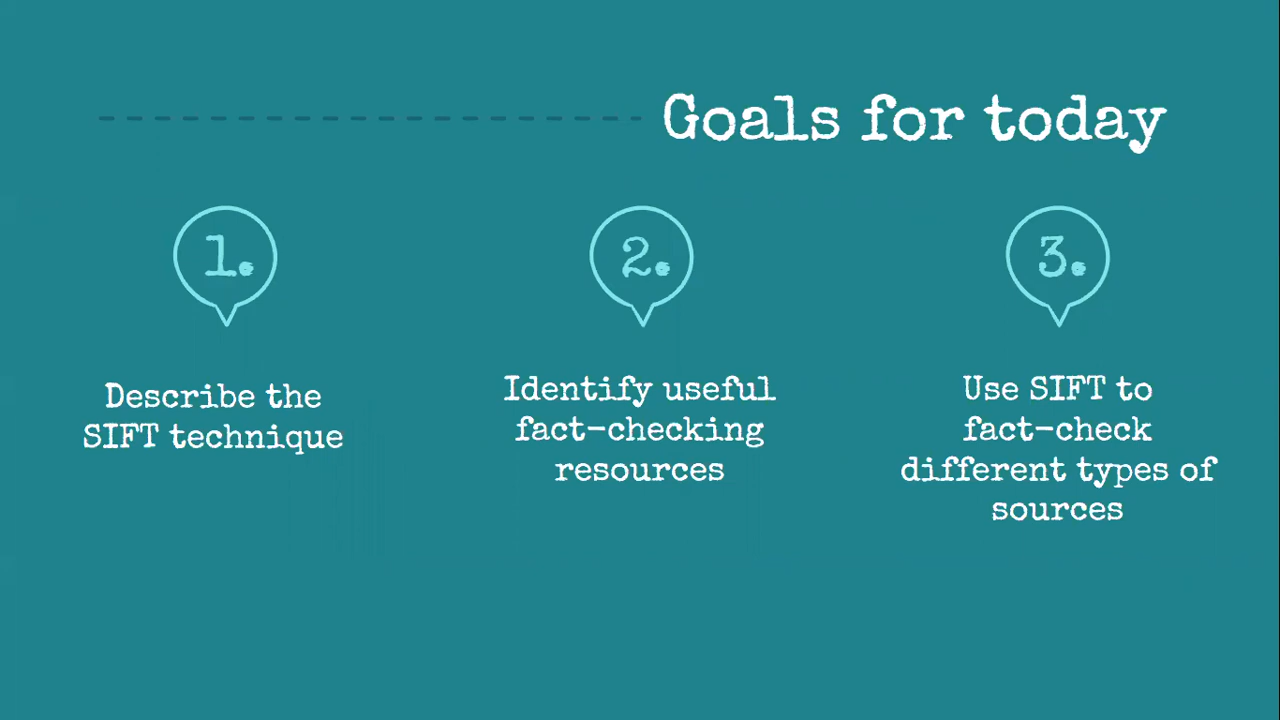 Goals for today
1.
Describe the
SIFT technique
2.
Identify useful
fact-checking
resources
3.
Use SIFT to
fact-check
different types of
sources